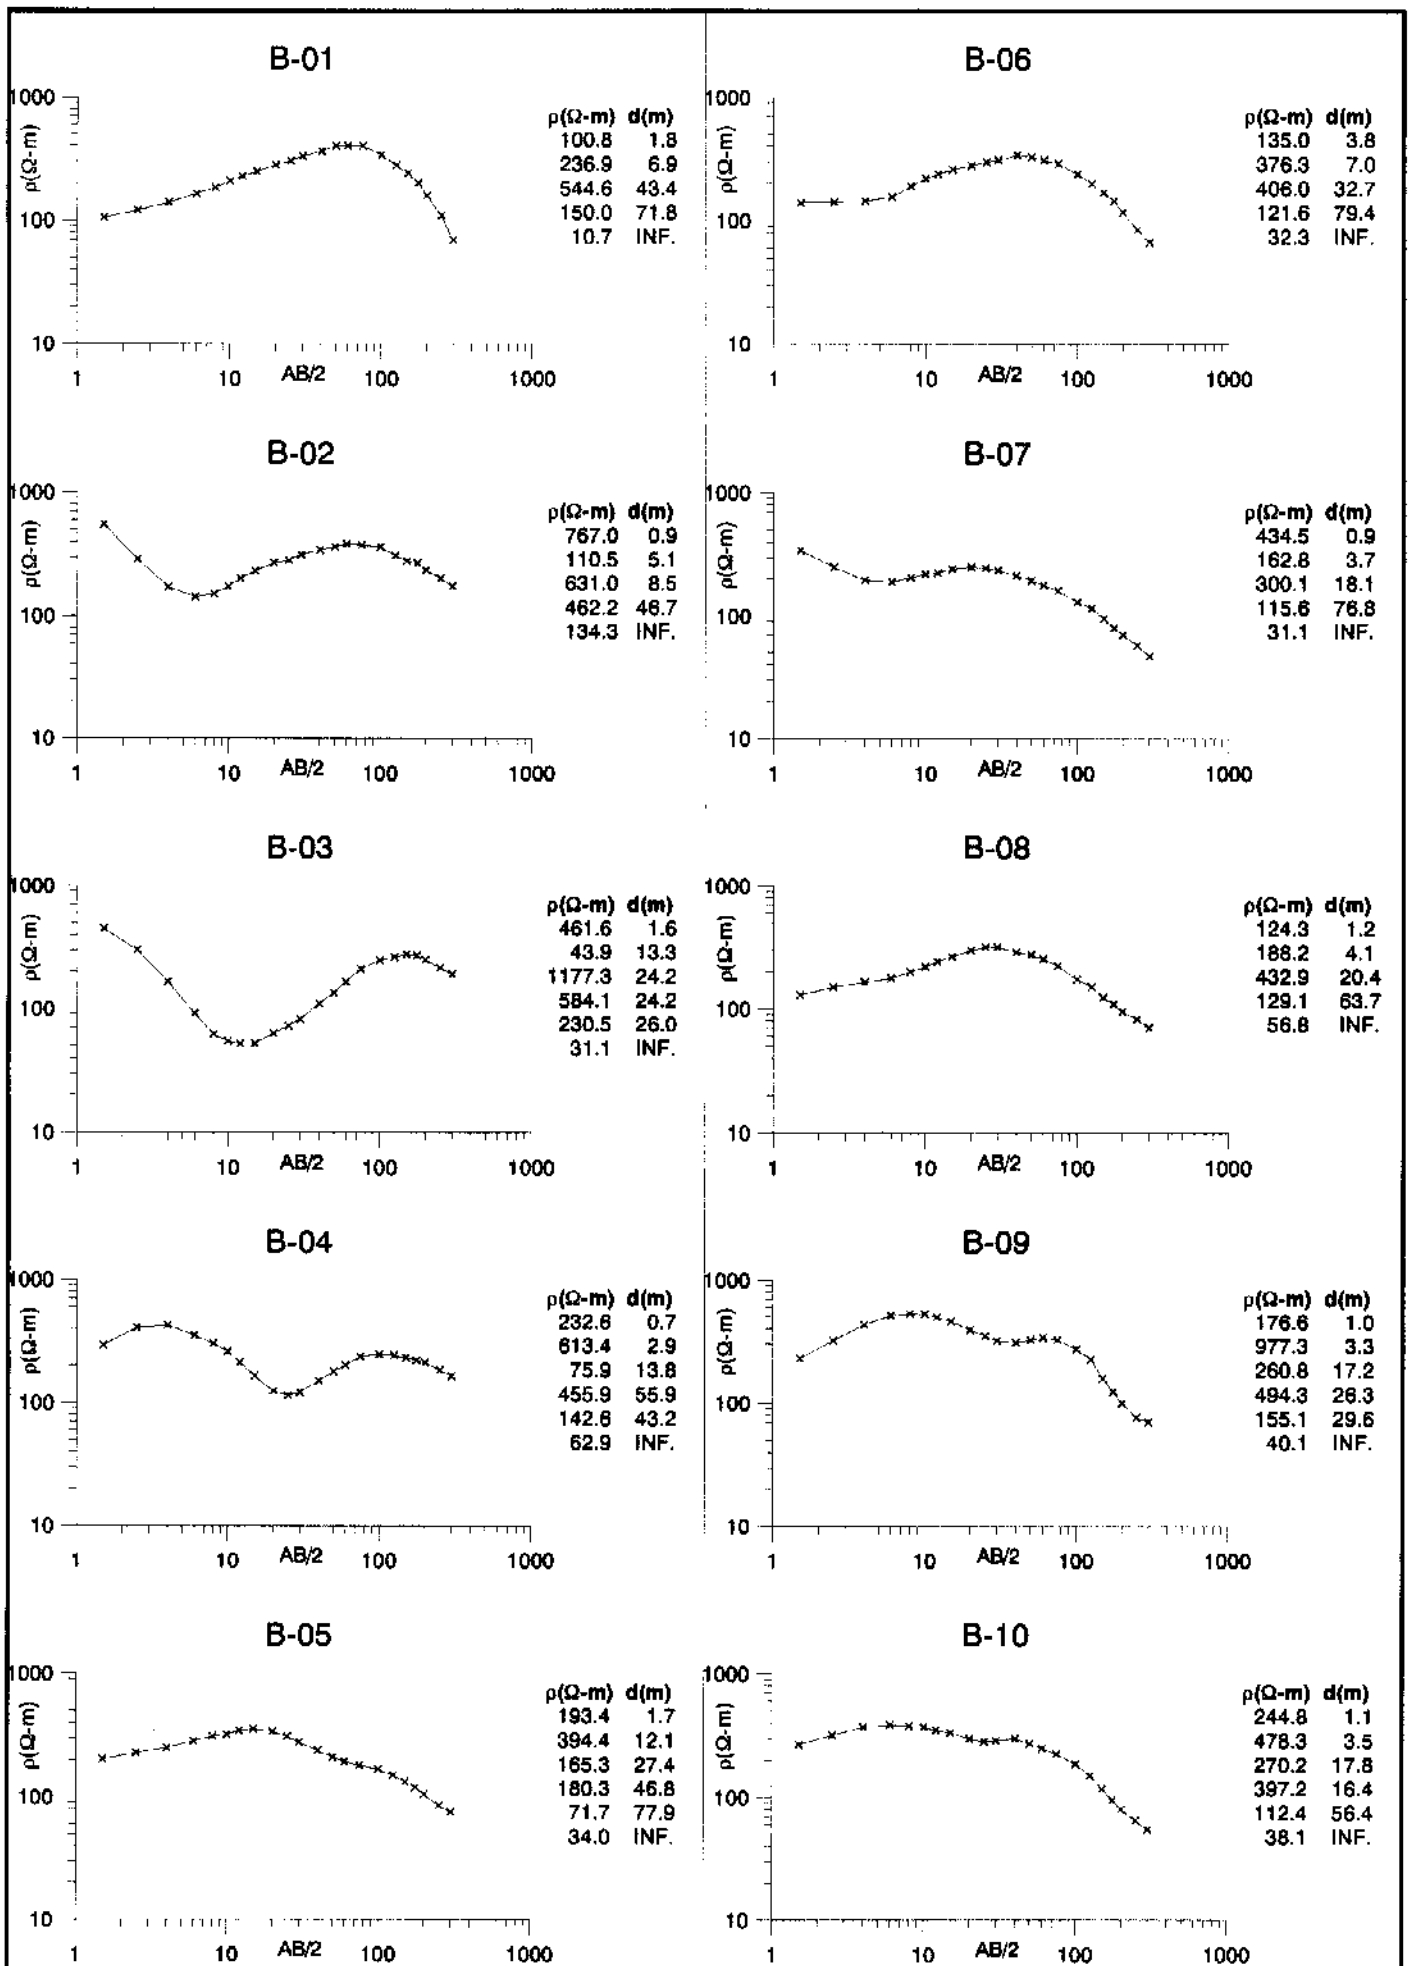 B-01
1000
100
10
ρ(Ω-m)
1 10 AB/2 100 1000
ρ(Ω-m) d(m)
100.8 1.8
236.9 6.9
544.6 43.4
150.0 71.8
10.7 INF.
B-02
1000
100
10
ρ(Ω-m)
1 10 AB/2 100 1000
ρ(Ω-m) d(m)
767.0 0.9
110.5 5.1
631.0 8.5
462.2 46.7
134.3 INF.
B-03
1000
100
10
ρ(Ω-m)
1 10 AB/2 100 1000
ρ(Ω-m) d(m)
461.6 1.6
43.9 13.3
1177.3 24.2
584.1 24.2
230.5 26.0
31.1 INF.
B-04
1000
100
10
ρ(Ω-m)
1 10 AB/2 100 1000
ρ(Ω-m) d(m)
232.6 0.7
613.4 2.9
75.9 13.8
455.9 55.9
142.6 43.2
62.9 INF.
B-05
1000
100
10
ρ(Ω-m)
1 10 AB/2 100 1000
ρ(Ω-m) d(m)
193.4 1.7
394.4 12.1
165.3 27.4
180.3 46.8
71.7 77.9
34.0 INF.
B-06
1000
100
10
ρ(Ω-m)
1 10 AB/2 100 1000
ρ(Ω-m) d(m)
135.0 3.8
376.3 7.0
406.0 32.7
121.6 79.4
32.3 INF.
B-07
1000
100
10
ρ(Ω-m)
1 10 AB/2 100 1000
ρ(Ω-m) d(m)
434.5 0.9
162.8 3.7
300.1 18.1
115.6 76.8
31.1 INF.
B-08
1000
100
10
ρ(Ω-m)
1 10 AB/2 100 1000
ρ(Ω-m) d(m)
124.3 1.2
188.2 4.1
432.9 20.4
129.1 63.7
56.8 INF.
B-09
1000
100
10
ρ(Ω-m)
1 10 AB/2 100 1000
ρ(Ω-m) d(m)
176.6 1.0
977.3 3.3
260.8 17.2
494.3 26.3
155.1 29.6
40.1 INF.
B-10
1000
100
10
ρ(Ω-m)
1 10 AB/2 100 1000
ρ(Ω-m) d(m)
244.8 1.1
478.3 3.5
270.2 17.8
397.2 16.4
112.4 56.4
38.1 INF.